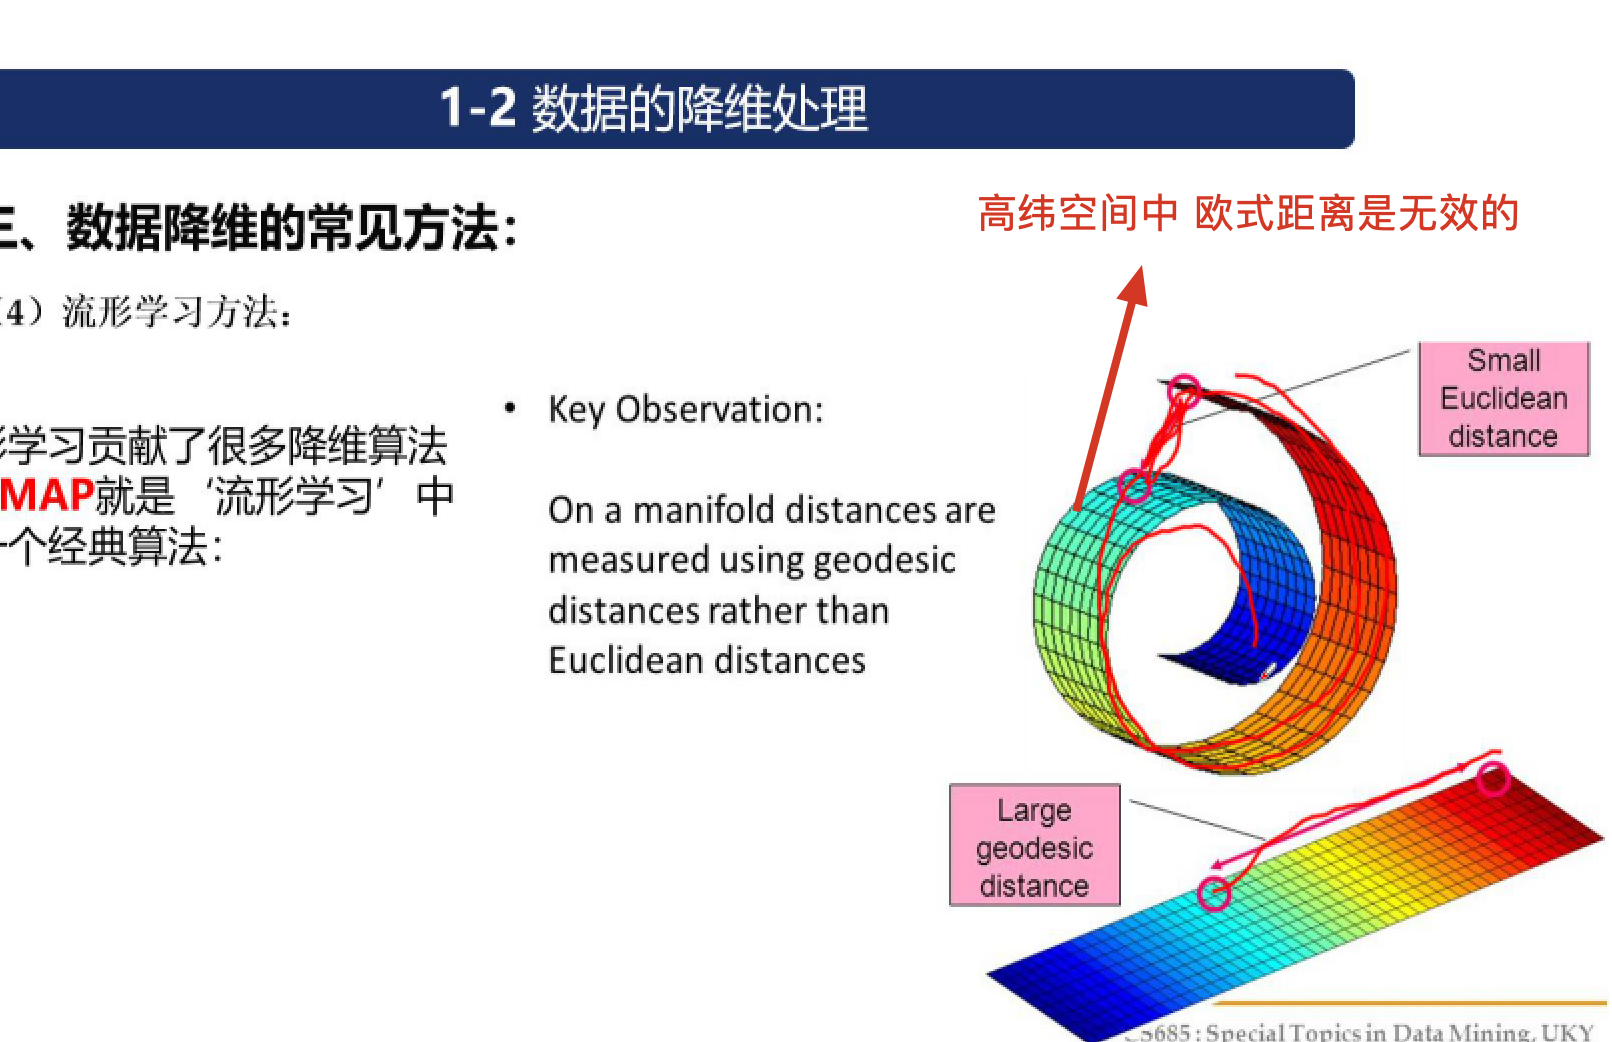 1-2 数据的降维处理
三、数据降维的常见方法：
（4）流形学习方法：
高纬空间中 欧式距离是无效的
形学习贡献了很多降维算法
MAP就是‘流形学习’中
一个经典算法：
• Key Observation:
On a manifold distances are
measured using geodesic
distances rather than
Euclidean distances
Small
Euclidean
distance
Large
geodesic
distance
CS685 : Special Topics in Data Mining, UKY